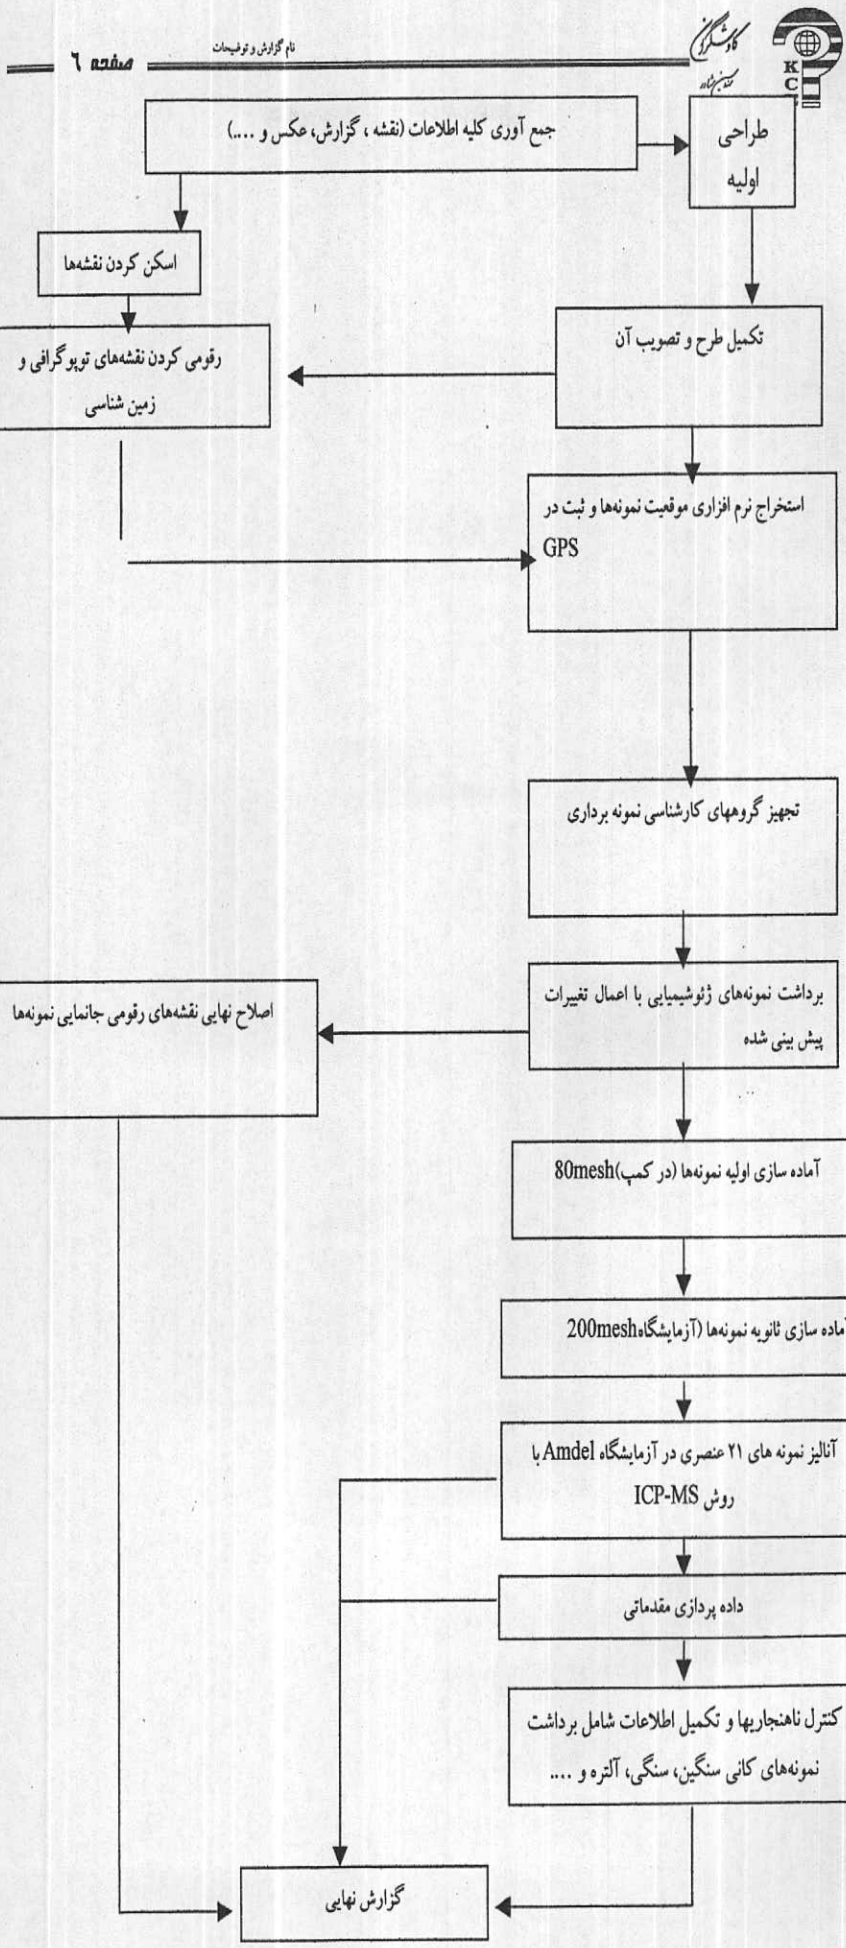 نام گزارش و توضیحات
صفحه ٦
کاوشگران
K
C
جمع آوری کلیه اطلاعات (نقشه ، گزارش، عکس و ....)
طراحی
اولیه
اسکن کردن نقشه‌ها
تکمیل طرح و تصویب آن
رقومی کردن نقشه‌های توپوگرافی و
زمین شناسی
استخراج نرم افزاری موقعیت نمونه‌ها و ثبت در
GPS
تجهیز گروههای کارشناسی نمونه برداری
برداشت نمونه‌های ژئوشیمیایی با اعمال تغییرات
پیش بینی شده
اصلاح نهایی نقشه‌های رقومی جانمایی نمونه‌ها
آماده سازی اولیه نمونه‌ها (در کمپ)80mesh
آماده سازی ثانویه نمونه‌ها (آزمایشگاه200mesh
آنالیز نمونه های ۲۱ عنصری در آزمایشگاه Amdel با
روش ICP-MS
داده پردازی مقدماتی
کنترل ناهنجاریها و تکمیل اطلاعات شامل برداشت
نمونه‌های کانی سنگین، سنگی، آلتره و ....
گزارش نهایی